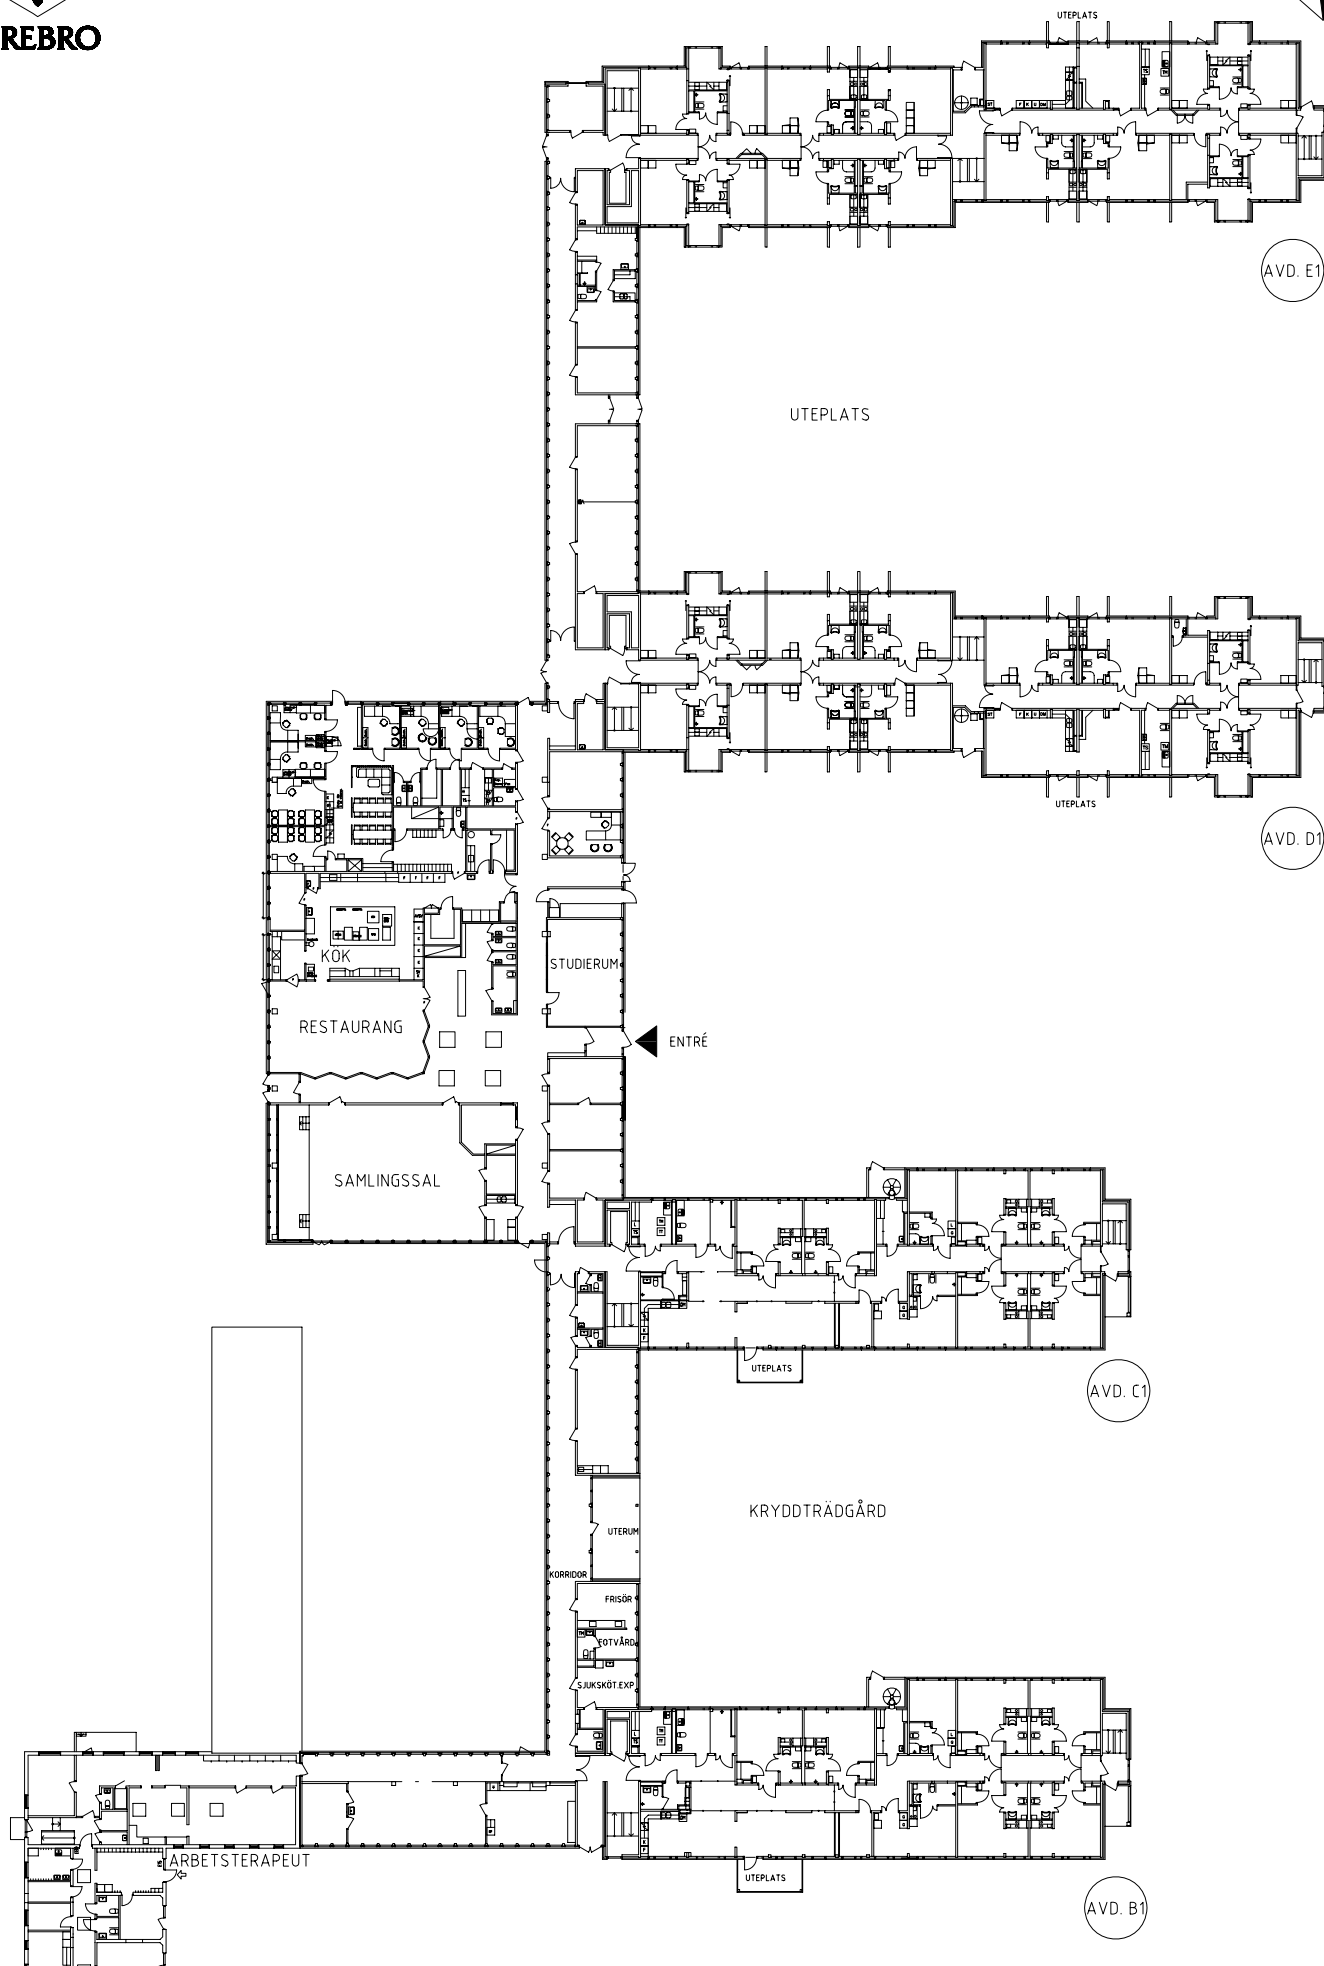 REBRO
UTEPLATS
AVD. E1
UTEPLATS
UTEPLATS
AVD. D1
KÖK
STUDIERUM
RESTAURANG
ENTRÉ
SAMLINGSSAL
UTEPLATS
AVD. C1
KRYDDTRÄDGÅRD
UTERUM
KORRIDOR
FRISÖR
FOTVÅRD
SJUKSKÖT.EXP
ARBETSTERAPEUT
UTEPLATS
AVD. B1